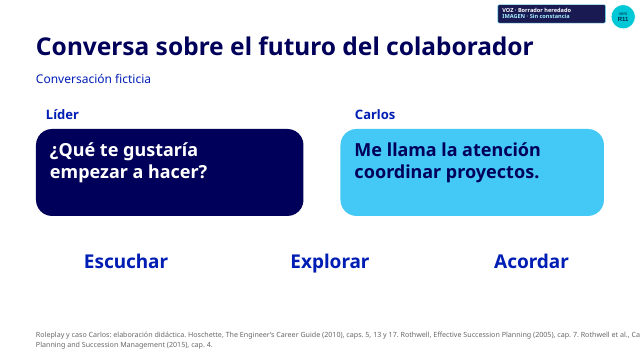 VOZ · Borrador heredado
IMAGEN · Sin constancia
R11
Conversa sobre el futuro del colaborador
Conversación ficticia
Líder
Carlos
¿Qué te gustaría
empezar a hacer?
Me llama la atención
coordinar proyectos.
Escuchar
Explorar
Acordar
Roleplay y caso Carlos: elaboración didáctica. Hoschette, The Engineer's Career Guide (2010), caps. 5, 13 y 17. Rothwell, Effective Succession Planning (2005), cap. 7. Rothwell et al., Ca
Planning and Succession Management (2015), cap. 4.